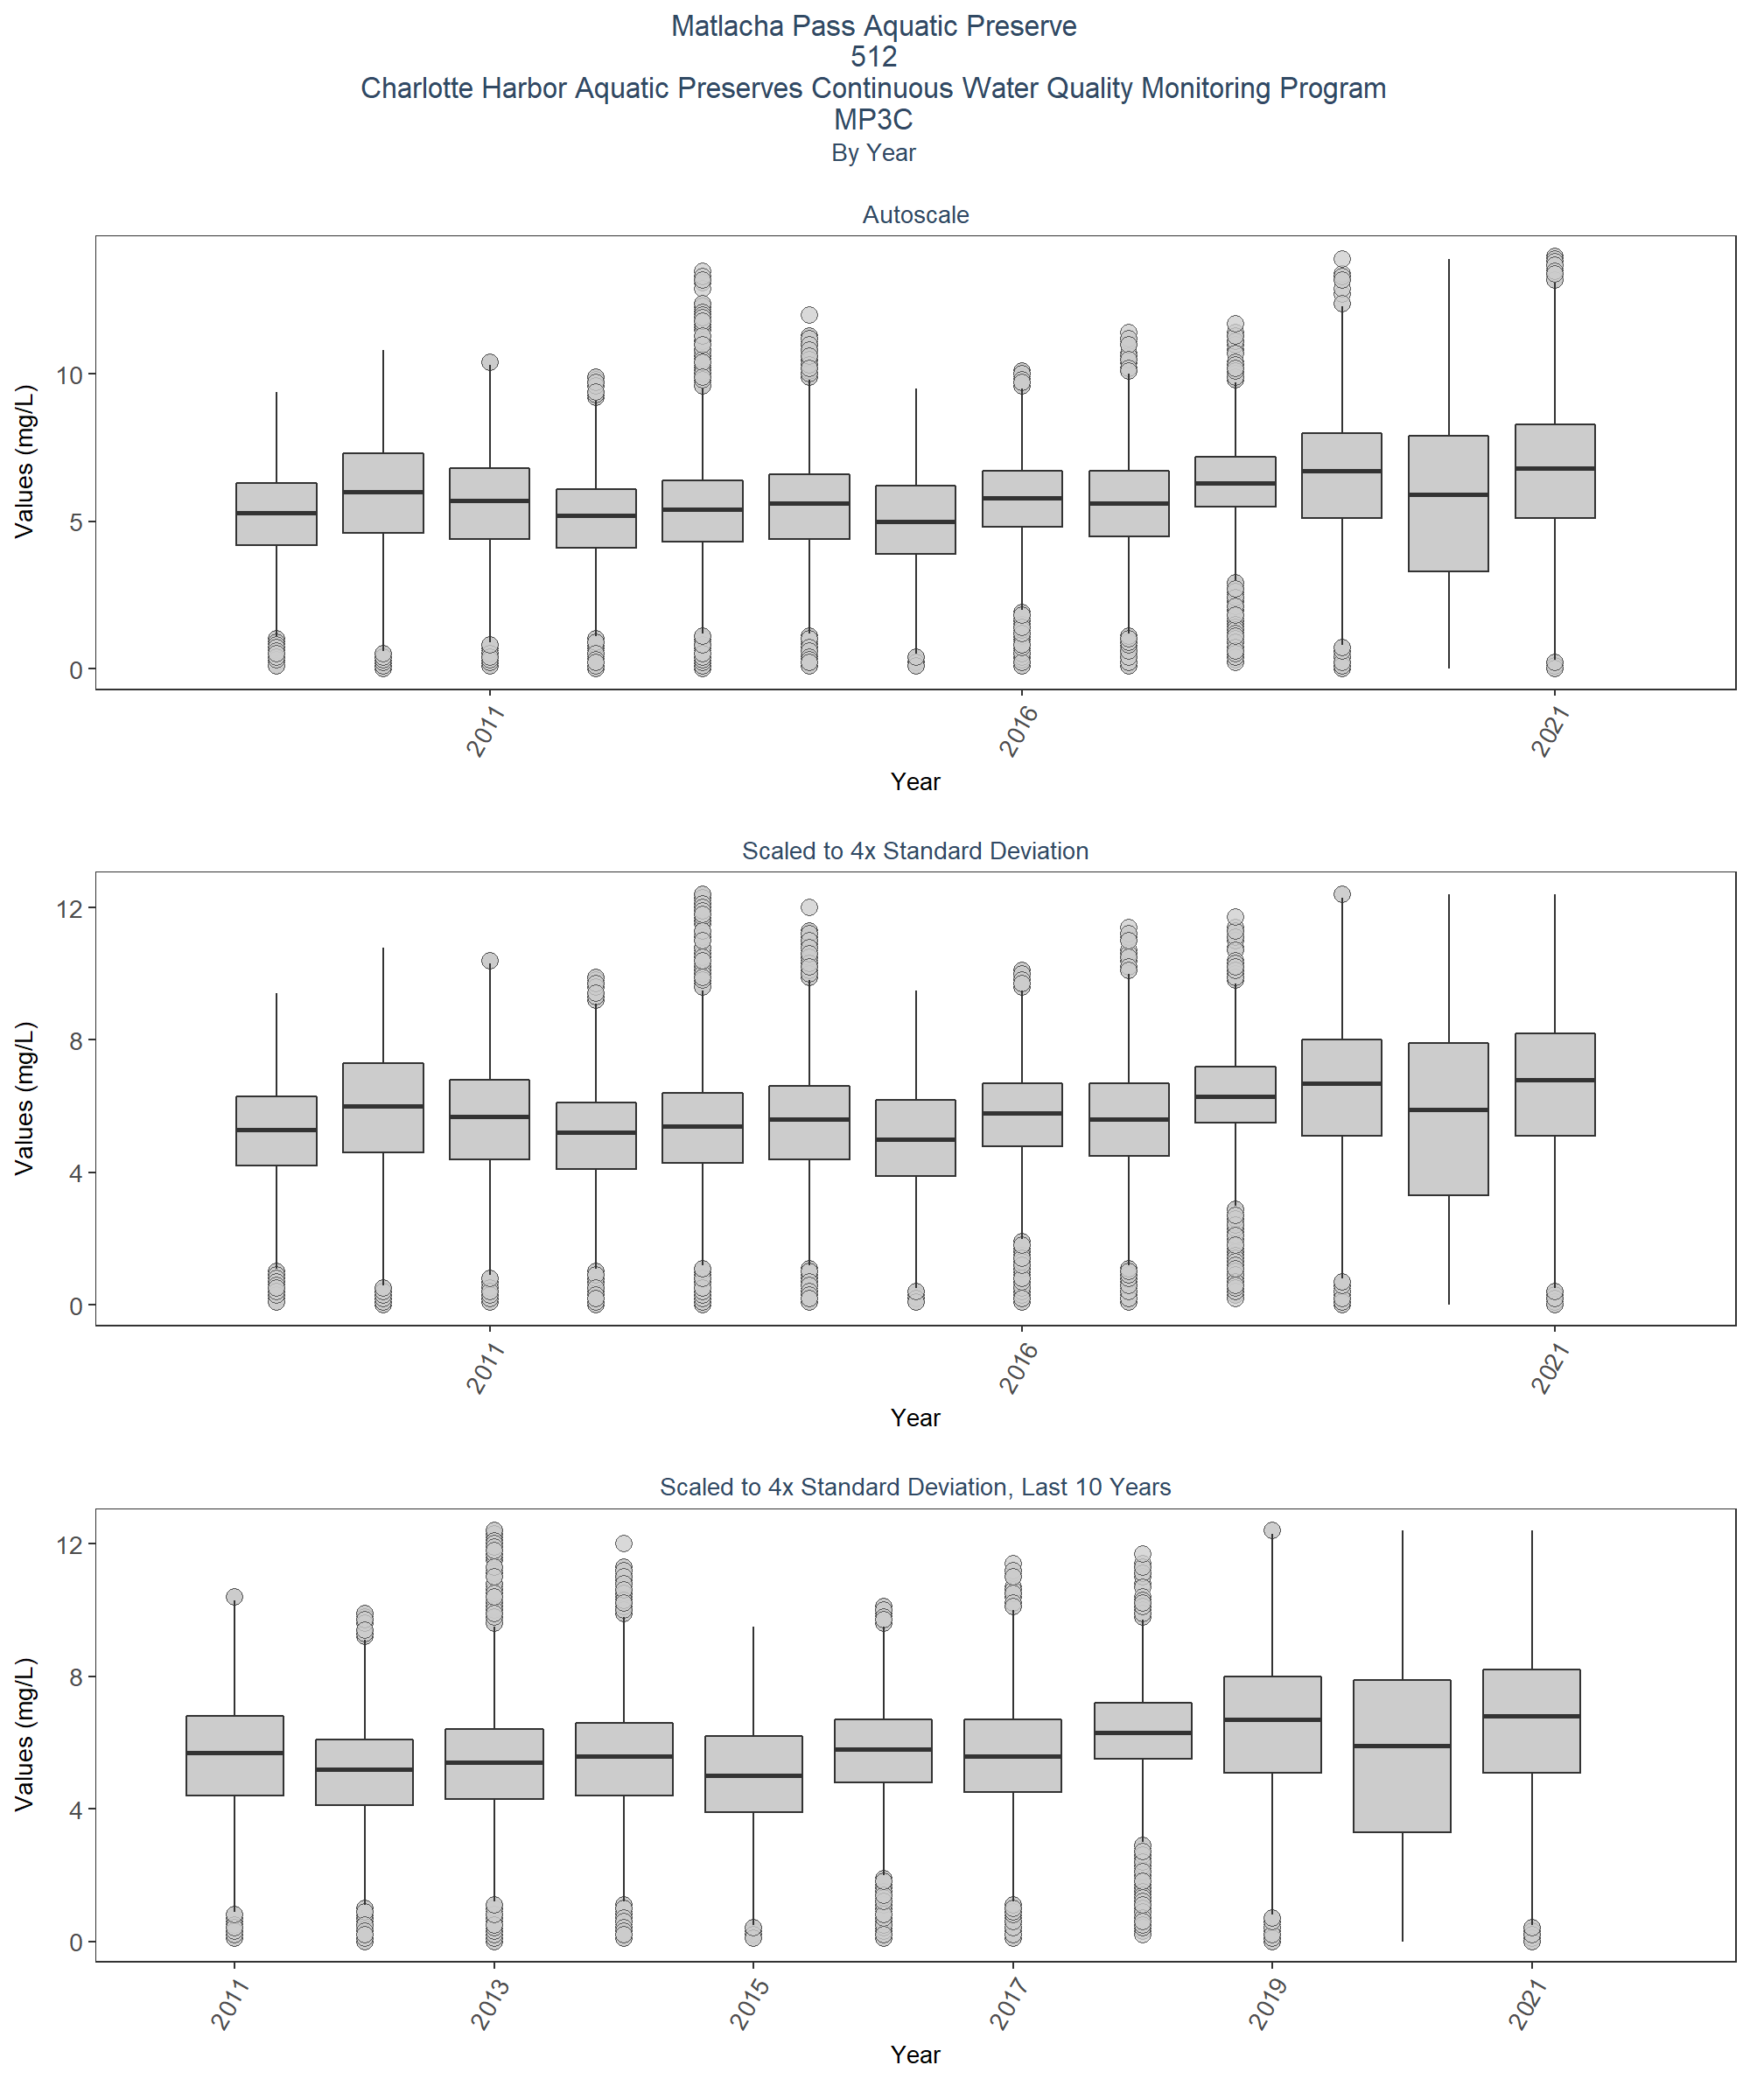 Matlacha Pass Aquatic Preserve
512
Charlotte Harbor Aquatic Preserves Continuous Water Quality Monitoring Program
MP3C
By Year
Autoscale
Values (mg/L)
10
5
0
2011
2016
2021
Year
Scaled to 4x Standard Deviation
Values (mg/L)
12
8
4
0
2011
2016
2021
Year
Scaled to 4x Standard Deviation, Last 10 Years
Values (mg/L)
12
8
4
0
2011
2013
2015
2017
2019
2021
Year